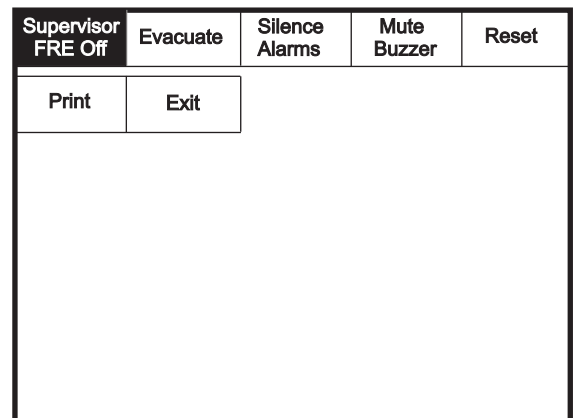 Supervisor
FRE Off
Evacuate
Silence
Alarms
Mute
Buzzer
Reset
Print
Exit